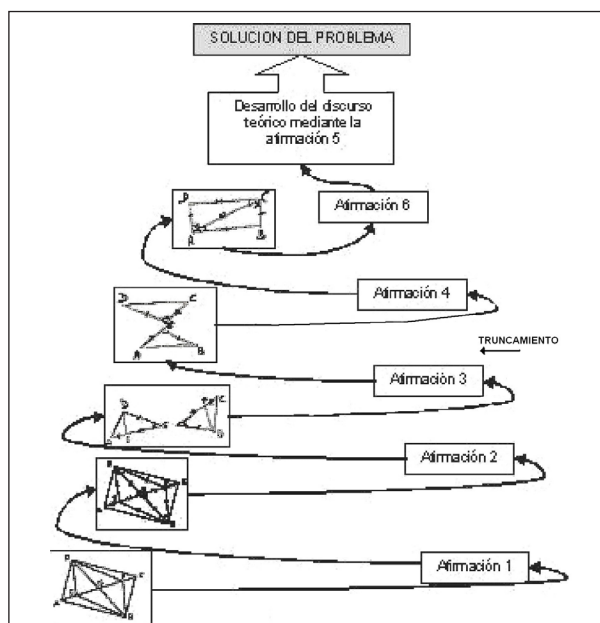 SOLUCION DEL PROBLEMA
Desarrollo del discurso
teórico mediante la
afirmación 5
Afirmación 6
Afirmación 4
TRUNCAMIENTO
Afirmación 3
Afirmación 2
Afirmación 1